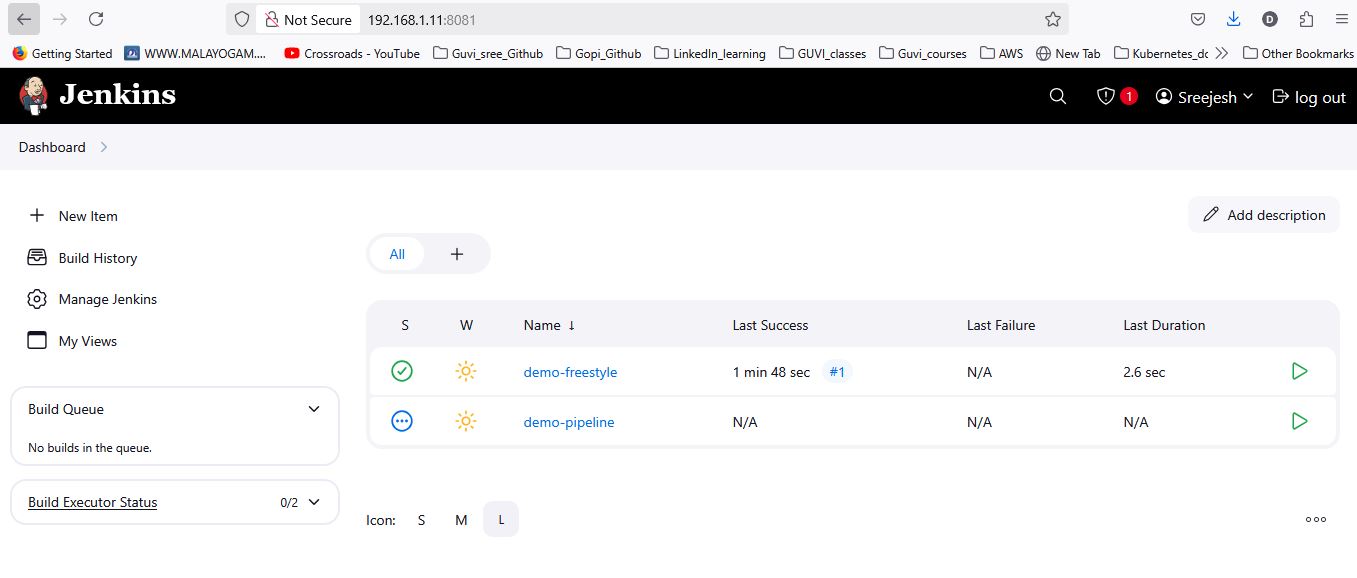 Not Secure 192.168.1.11:8081
D
Getting Started WWW.MALAYOGAM.... Crossroads - YouTube Guvi_sree_Github Gopi_Github LinkedIn_learning GUVI_classes Guvi_courses AWS New Tab Kubernetes_dc Other Bookmarks
Jenkins 1 Sreejesh log out
Dashboard
New Item
Add description
Build History
All +
Manage Jenkins
My Views
S W Name ↓ Last Success Last Failure Last Duration
demo-freestyle 1 min 48 sec #1 N/A 2.6 sec
demo-pipeline N/A N/A N/A
Build Queue
No builds in the queue.
Build Executor Status 0/2
Icon: S M L